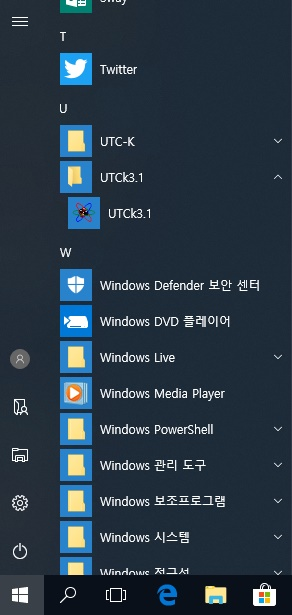 Sway
T
Twitter
U
UTC-K
UTCk3.1
UTCk3.1
W
Windows Defender 보안 센터
Windows DVD 플레이어
Windows Live
Windows Media Player
Windows PowerShell
Windows 관리 도구
Windows 보조프로그램
Windows 시스템
Windows 접근성